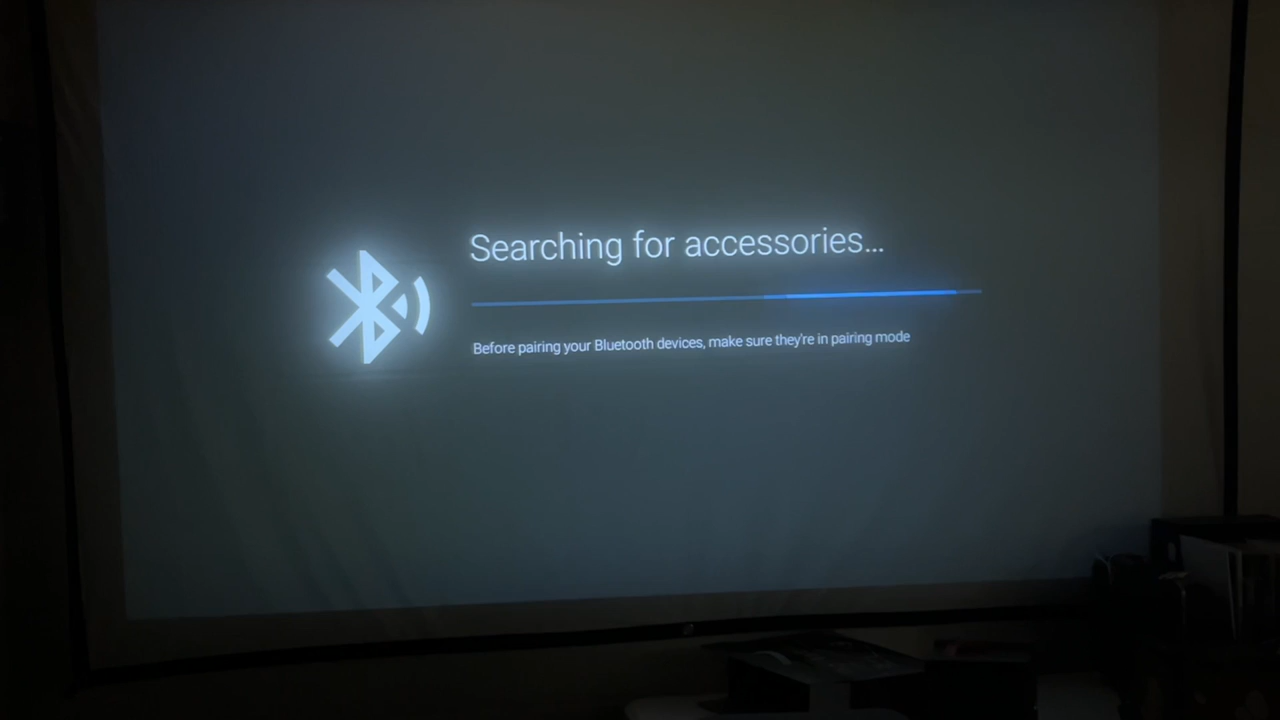 Searching for accessories...
Before pairing your Bluetooth devices, make sure they're in pairing mode